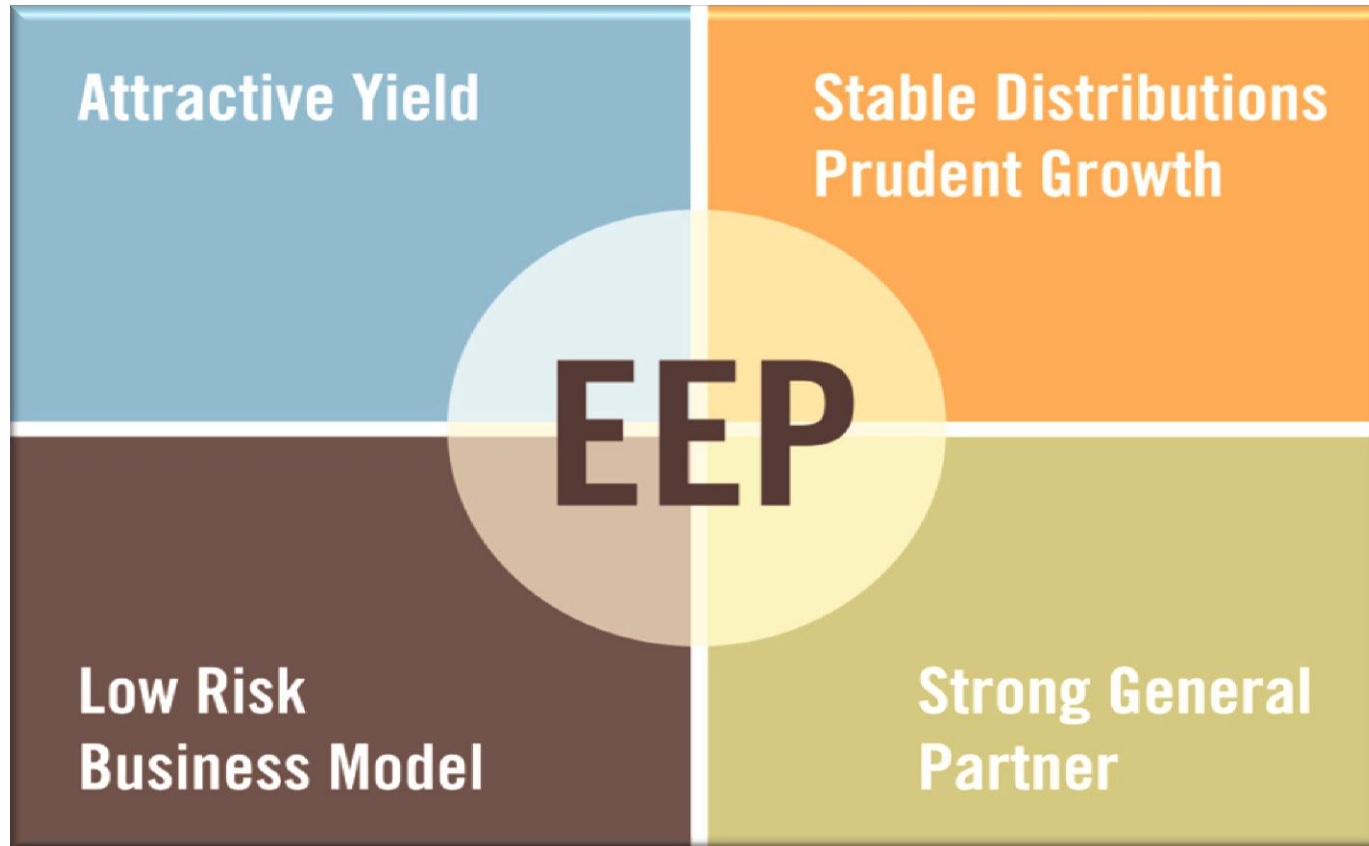 Attractive Yield
Stable Distributions
Prudent Growth
EEP
Low Risk
Business Model
Strong General
Partner